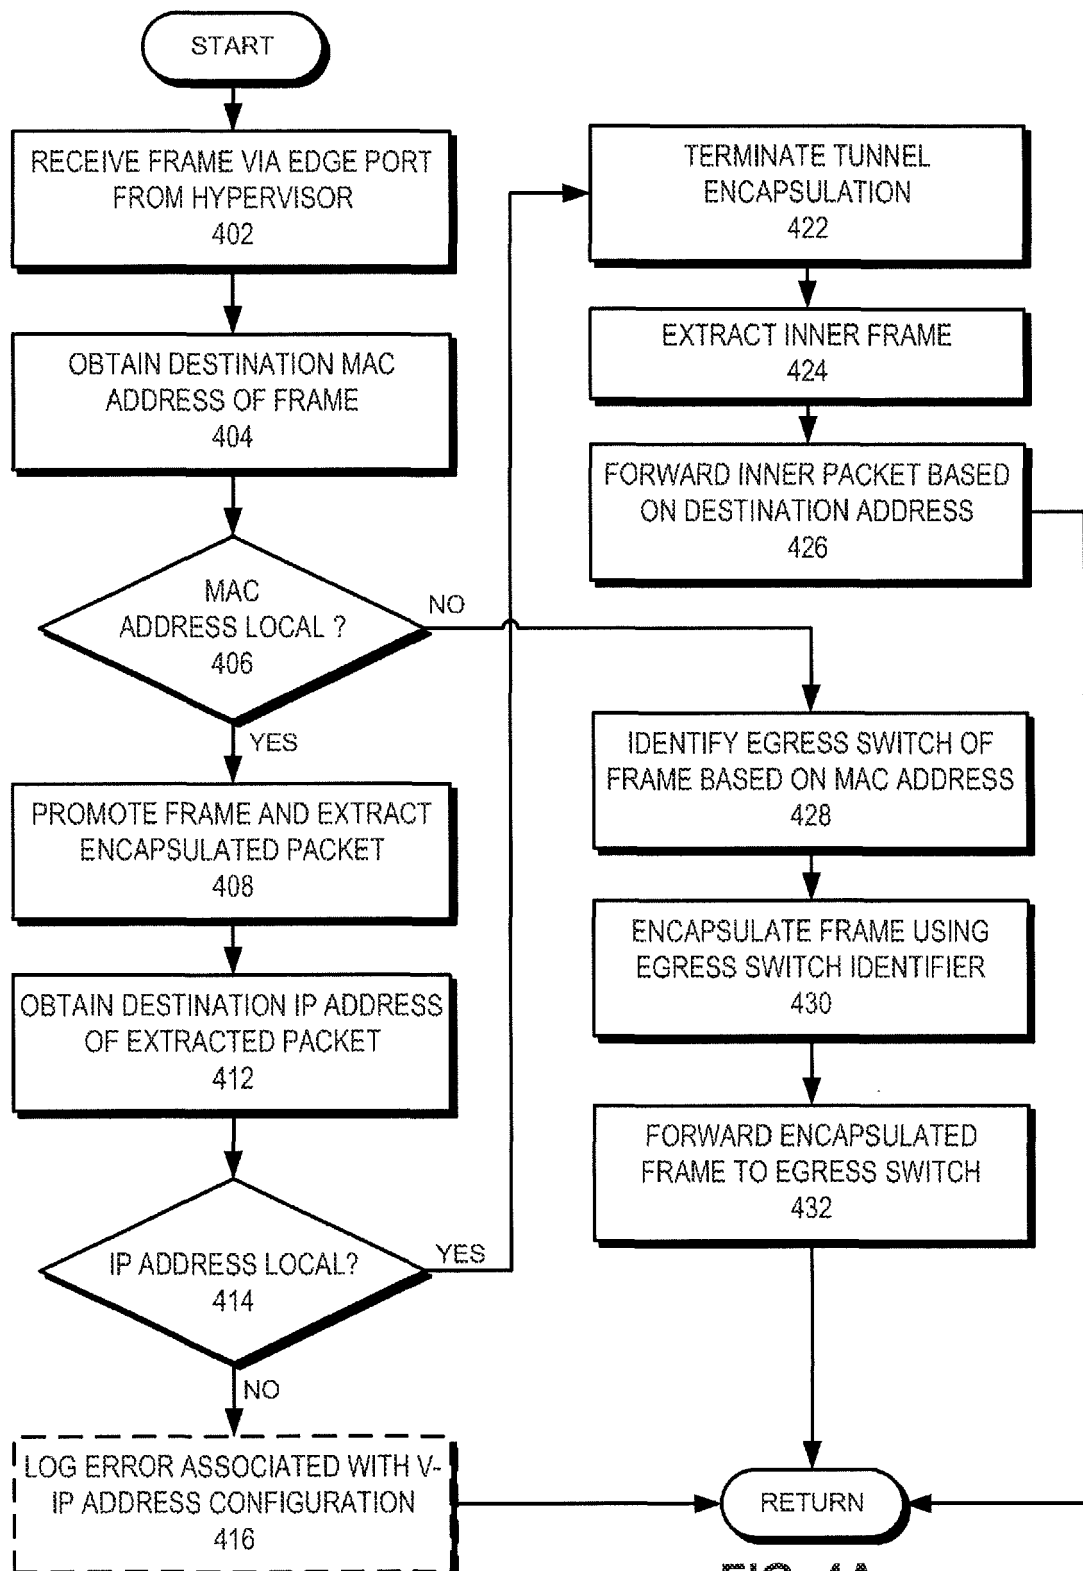 START
RECEIVE FRAME VIA EDGE PORT
FROM HYPERVISOR
402
OBTAIN DESTINATION MAC
ADDRESS OF FRAME
404
MAC
ADDRESS LOCAL ?
406
NO
YES
PROMOTE FRAME AND EXTRACT
ENCAPSULATED PACKET
408
OBTAIN DESTINATION IP ADDRESS
OF EXTRACTED PACKET
412
IP ADDRESS LOCAL?
414
YES
NO
LOG ERROR ASSOCIATED WITH V-
IP ADDRESS CONFIGURATION
416
TERMINATE TUNNEL
ENCAPSULATION
422
EXTRACT INNER FRAME
424
FORWARD INNER PACKET BASED
ON DESTINATION ADDRESS
426
IDENTIFY EGRESS SWITCH OF
FRAME BASED ON MAC ADDRESS
428
ENCAPSULATE FRAME USING
EGRESS SWITCH IDENTIFIER
430
FORWARD ENCAPSULATED
FRAME TO EGRESS SWITCH
432
RETURN
FIG. 4A